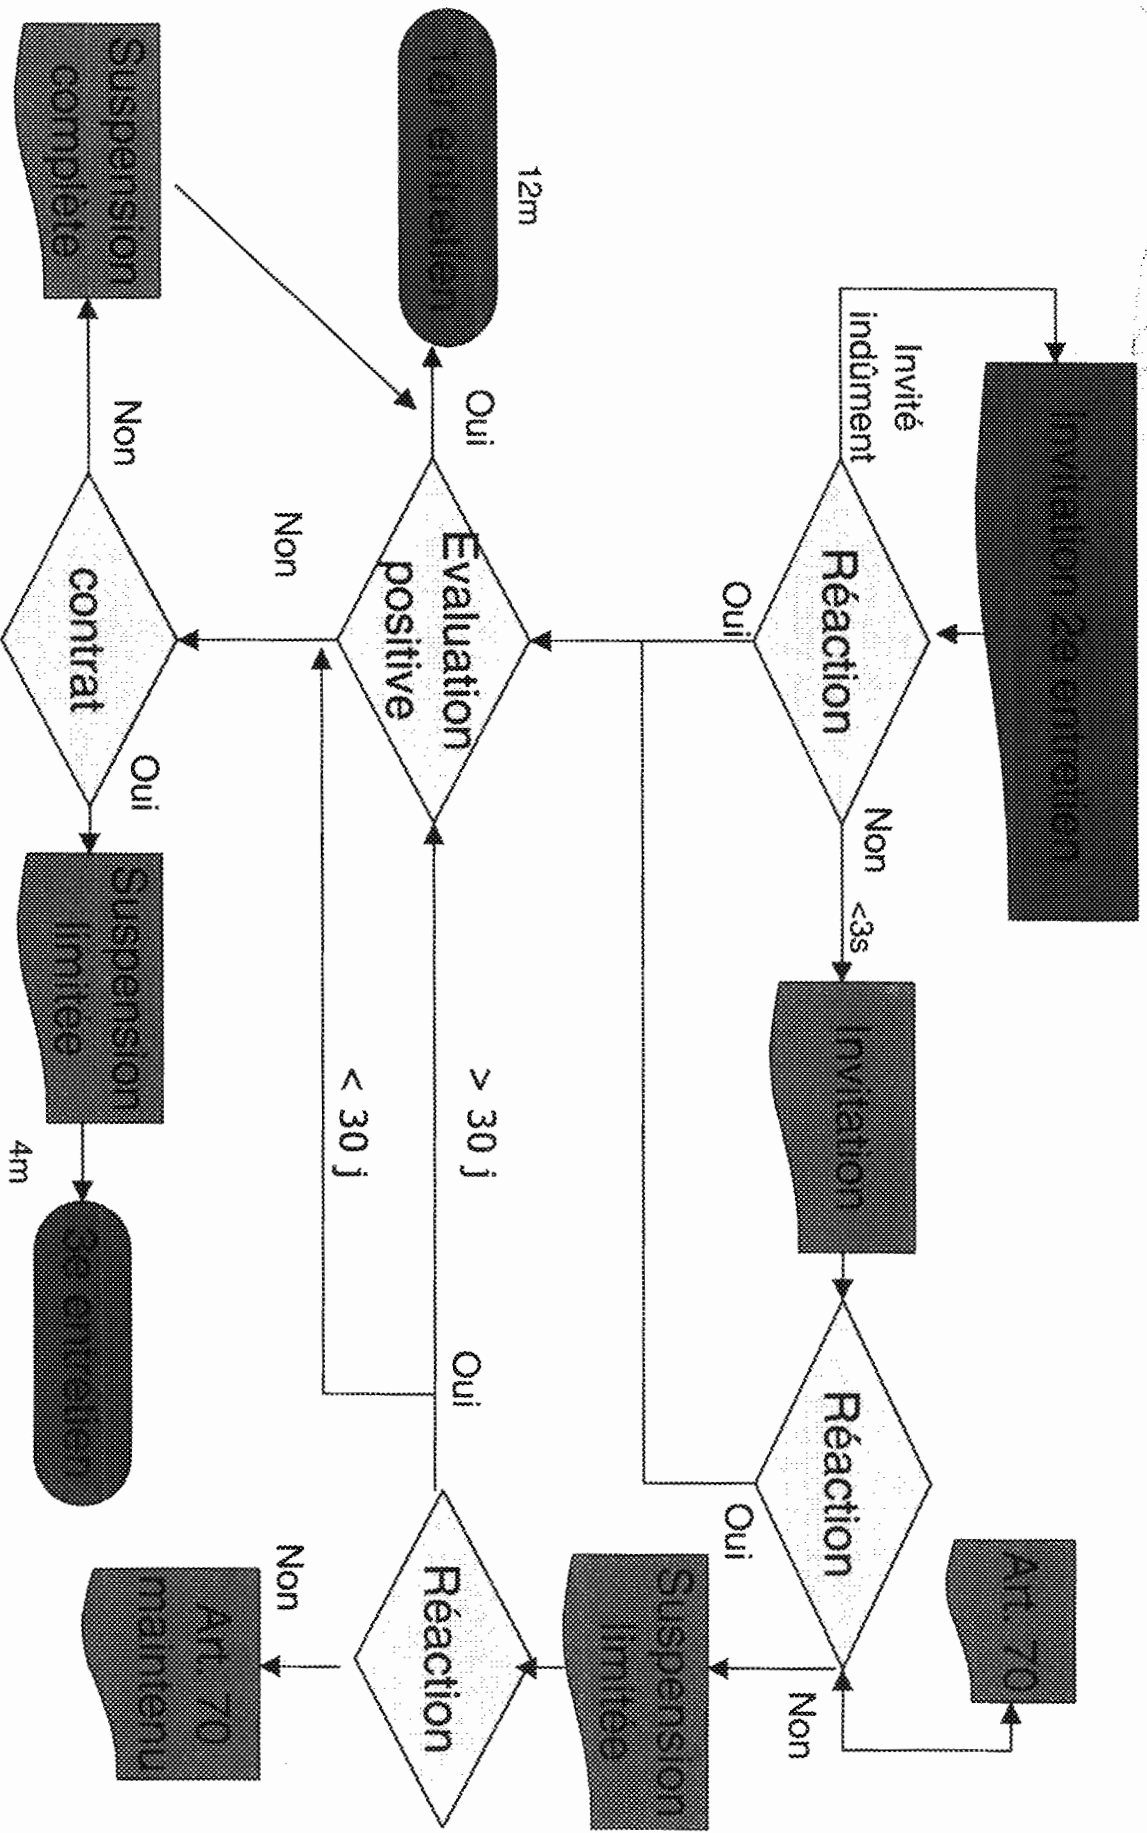 Invitation 2e entretien
Invité
indûment
Réaction
Non
<3s
Invitation
Réaction
Art. 70
Oui
Oui
Non
12m
1er entretien
Oui
Evaluation
positive
> 30 j
Oui
Réaction
Suspension
limitée
Non
< 30 j
Non
Art. 70
maintenu
Suspension
complète
Non
contrat
Oui
Suspension
limitée
4m
3e entretien